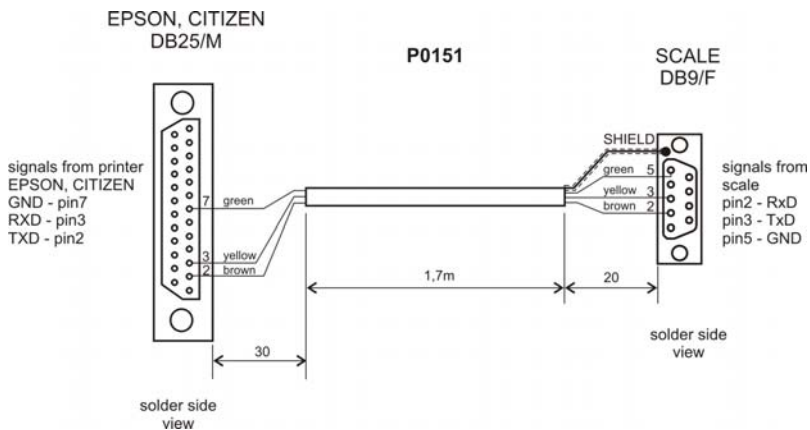 EPSON, CITIZEN
DB25/M
P0151
SCALE
DB9/F
signals from printer
EPSON, CITIZEN
GND - pin7
RXD - pin3
TXD - pin2
7 green
3 yellow
2 brown
SHIELD
green 5
yellow 3
brown 2
signals from
scale
pin2 - RxD
pin3 - TxD
pin5 - GND
1,7m
20
30
solder side
view
solder side
view